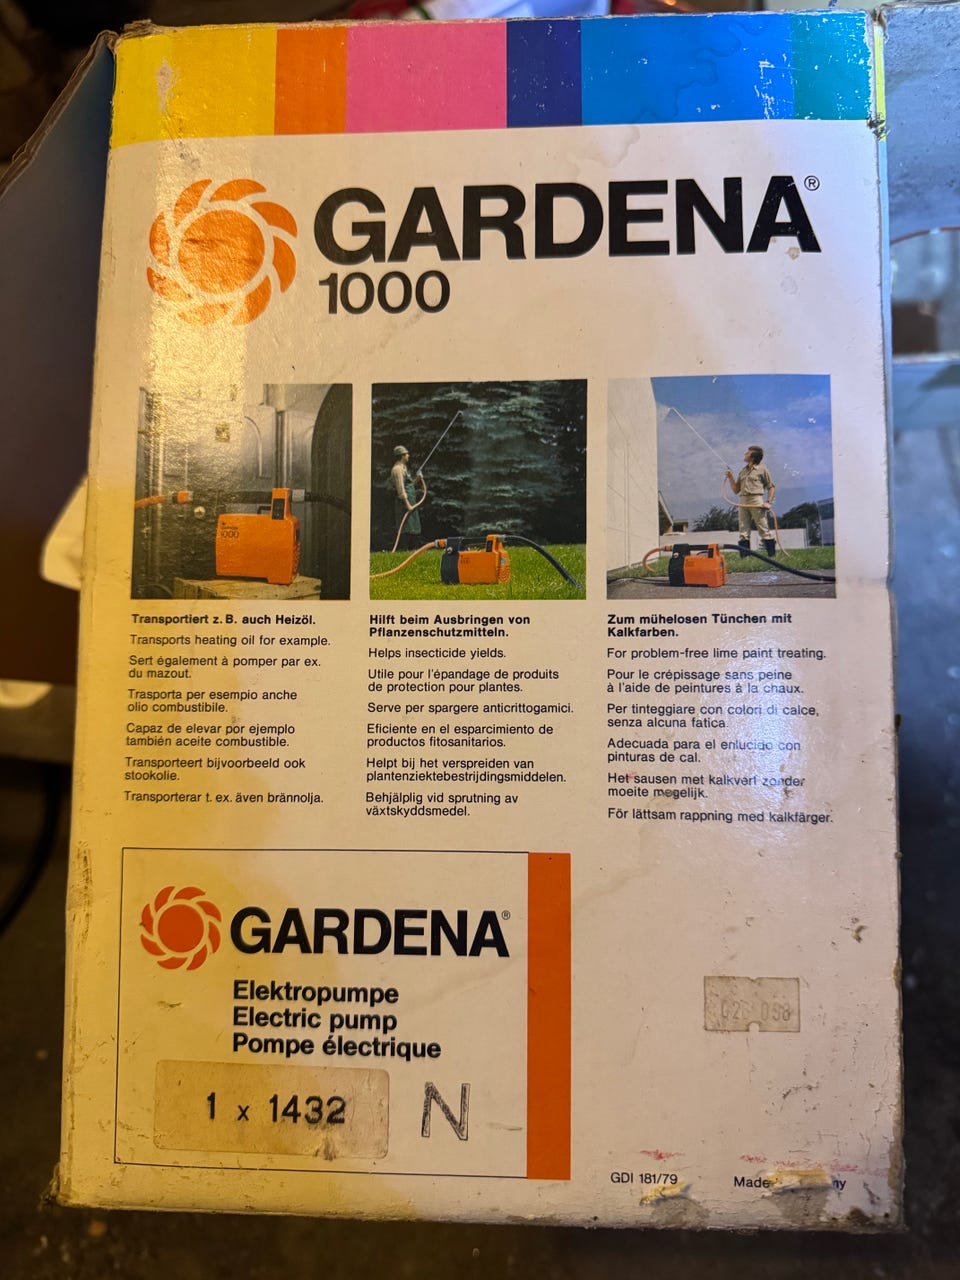 GARDENA®
1000
GARDENA
1000
Transportiert z. B. auch Heizöl.
Transports heating oil for example.
Sert également à pomper par ex.
du mazout.
Trasporta per esempio anche
olio combustibile.
Capaz de elevar por ejemplo
también aceite combustible.
Transporteert bijvoorbeeld ook
stookolie.
Transporterar t. ex. även brännolja.
Hilft beim Ausbringen von
Pflanzenschutzmitteln.
Helps insecticide yields.
Utile pour l'épandage de produits
de protection pour plantes.
Serve per spargere anticrittogamici.
Eficiente en el esparcimiento de
productos fitosanitarios.
Helpt bij het verspreiden van
plantenziektebestrijdingsmiddelen.
Behjälplig vid sprutning av
växtskyddsmedel.
Zum mühelosen Tünchen mit
Kalkfarben.
For problem-free lime paint treating.
Pour le crépissage sans peine
à l'aide de peintures à la chaux.
Per tinteggiare con colori di calce,
senza alcuna fatica.
Adecuada para el enlucido con
pinturas de cal.
Het sausen met kalkverf zonder
moeite mogelijk.
För lättsam rappning med kalkfärger.
GARDENA®
Elektropumpe
Electric pump
Pompe électrique
1 x 1432
N
GDI 181/79
Made